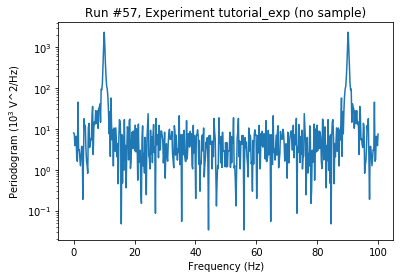 Run #57, Experiment tutorial_exp (no sample)
Periodogram (10³ V^2/Hz)
10³
10²
10¹
10⁰
10⁻¹
0 20 40 60 80 100
Frequency (Hz)